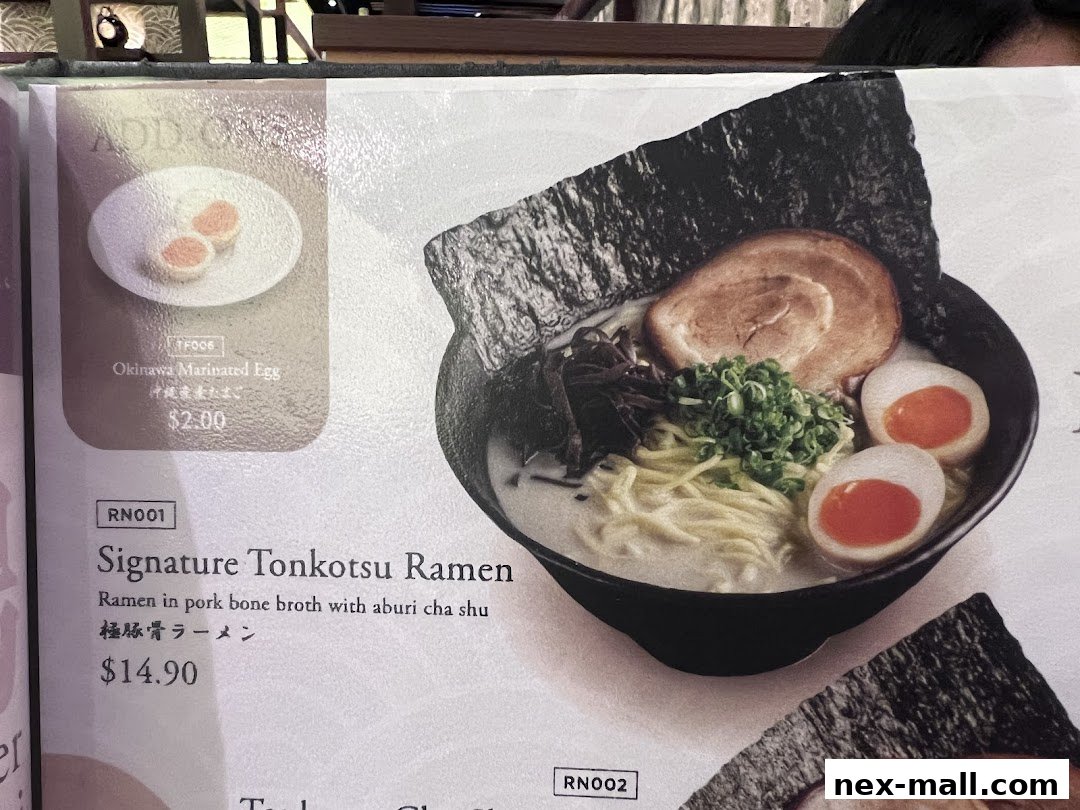 ADD-ONS
TF006
Okinawa Marinated Egg
$2.00
RN001
Signature Tonkotsu Ramen
Ramen in pork bone broth with aburi cha shu
極豚骨ラーメン
$14.90
RN002
nex-mall.com